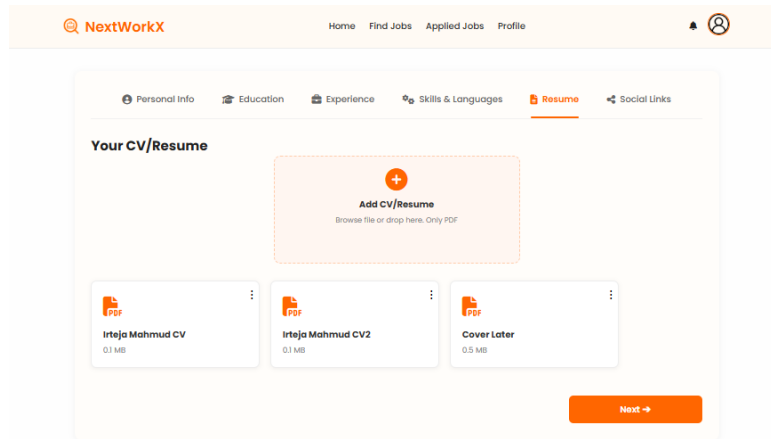 NextWorkX
Home Find Jobs Applied Jobs Profile
Personal Info Education Experience Skills & Languages Resume Social Links
Your CV/Resume
Add CV/Resume
Browse file or drop here. Only PDF
PDF PDF PDF
Irteja Mahmud CV Irteja Mahmud CV2 Cover Later
0.1 MB 0.1 MB 0.5 MB
Next →